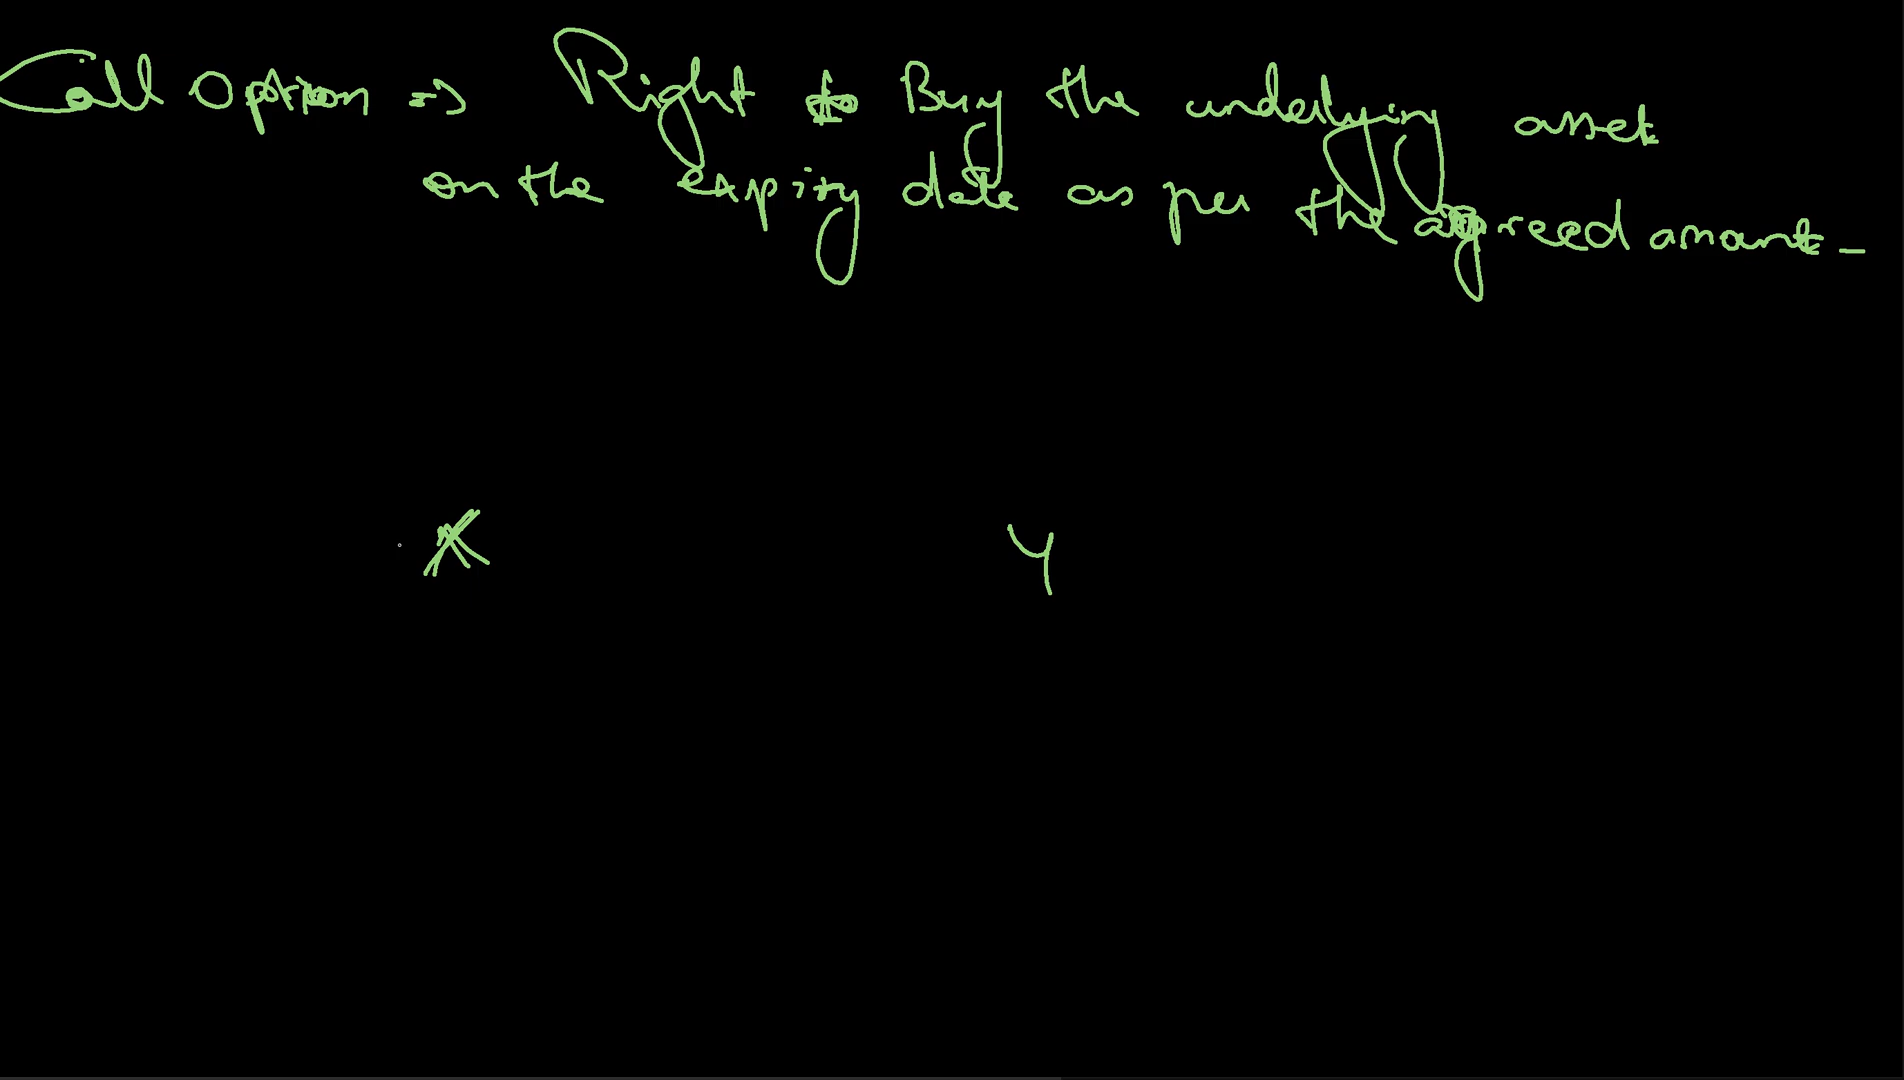 Call Option => Right to Buy the underlying asset
on the expiry date as per the agreed amount -
X Y